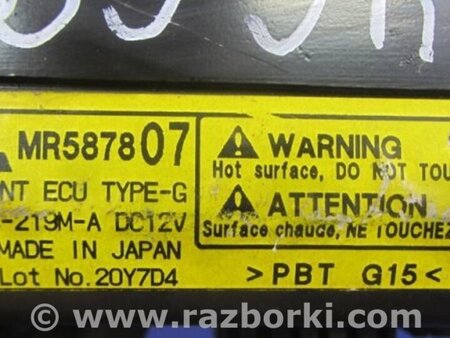 MR587807
NT ECU TYPE-G
-219M-A DC12V
MADE IN JAPAN
Lot No.20Y7D4
WARNING
Hot surface, DO NOT TOU
ATTENTION
Surface chaude, NE TOUCHEZ
>PBT G15<
www.razborki.com